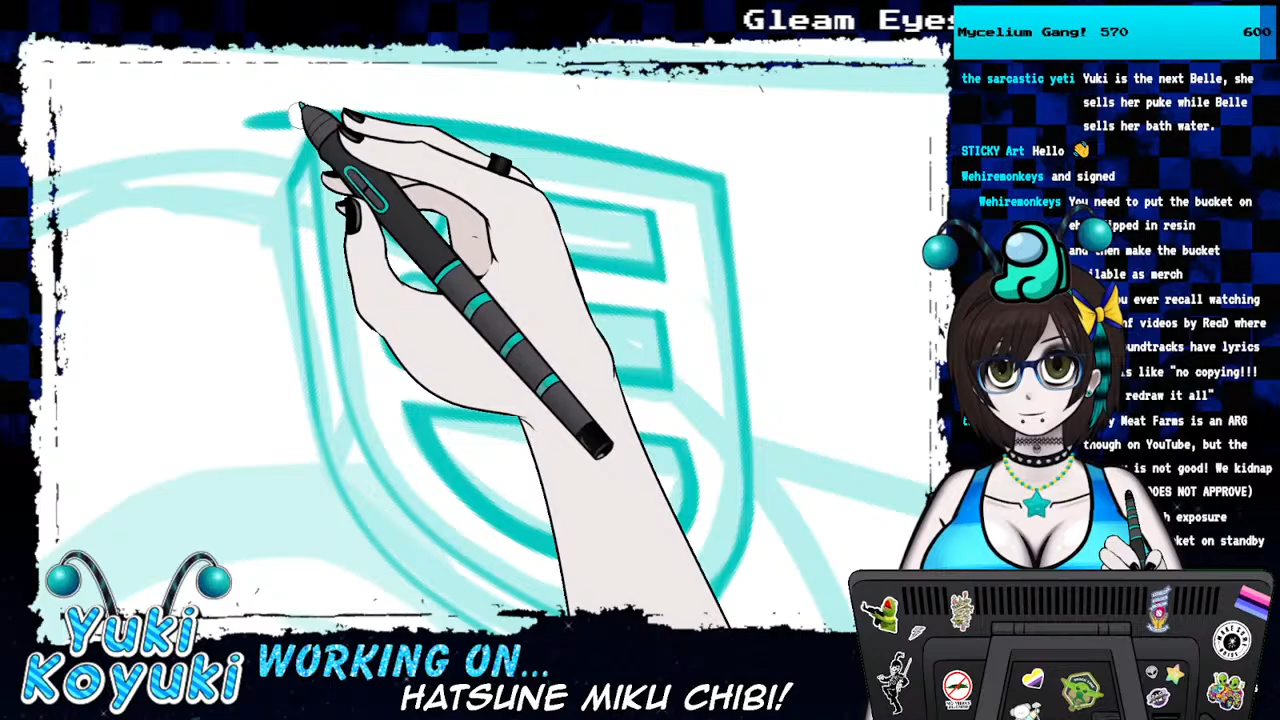 Gleam Eyes
Mycelium Gang! 570 600
the sarcastic yeti Yuki is the next Belle, she
sells her puke while Belle
sells her bath water.
STICKY Art Hello 👋
Wehiremonkeys and signed
Wehiremonkeys You need to put the bucket on
dipped in resin
and then make the bucket
as merch
ever recall watching
of videos by RecD where
soundtracks have lyrics
like "no copying!!!
redraw it all"
Meat Farms is an ARG
though on YouTube, but the
is not good! We kidnap
DOES NOT APPROVE)
exposure
on standby
Yuki
Koyuki
WORKING ON...
HATSUNE MIKU CHIBI!